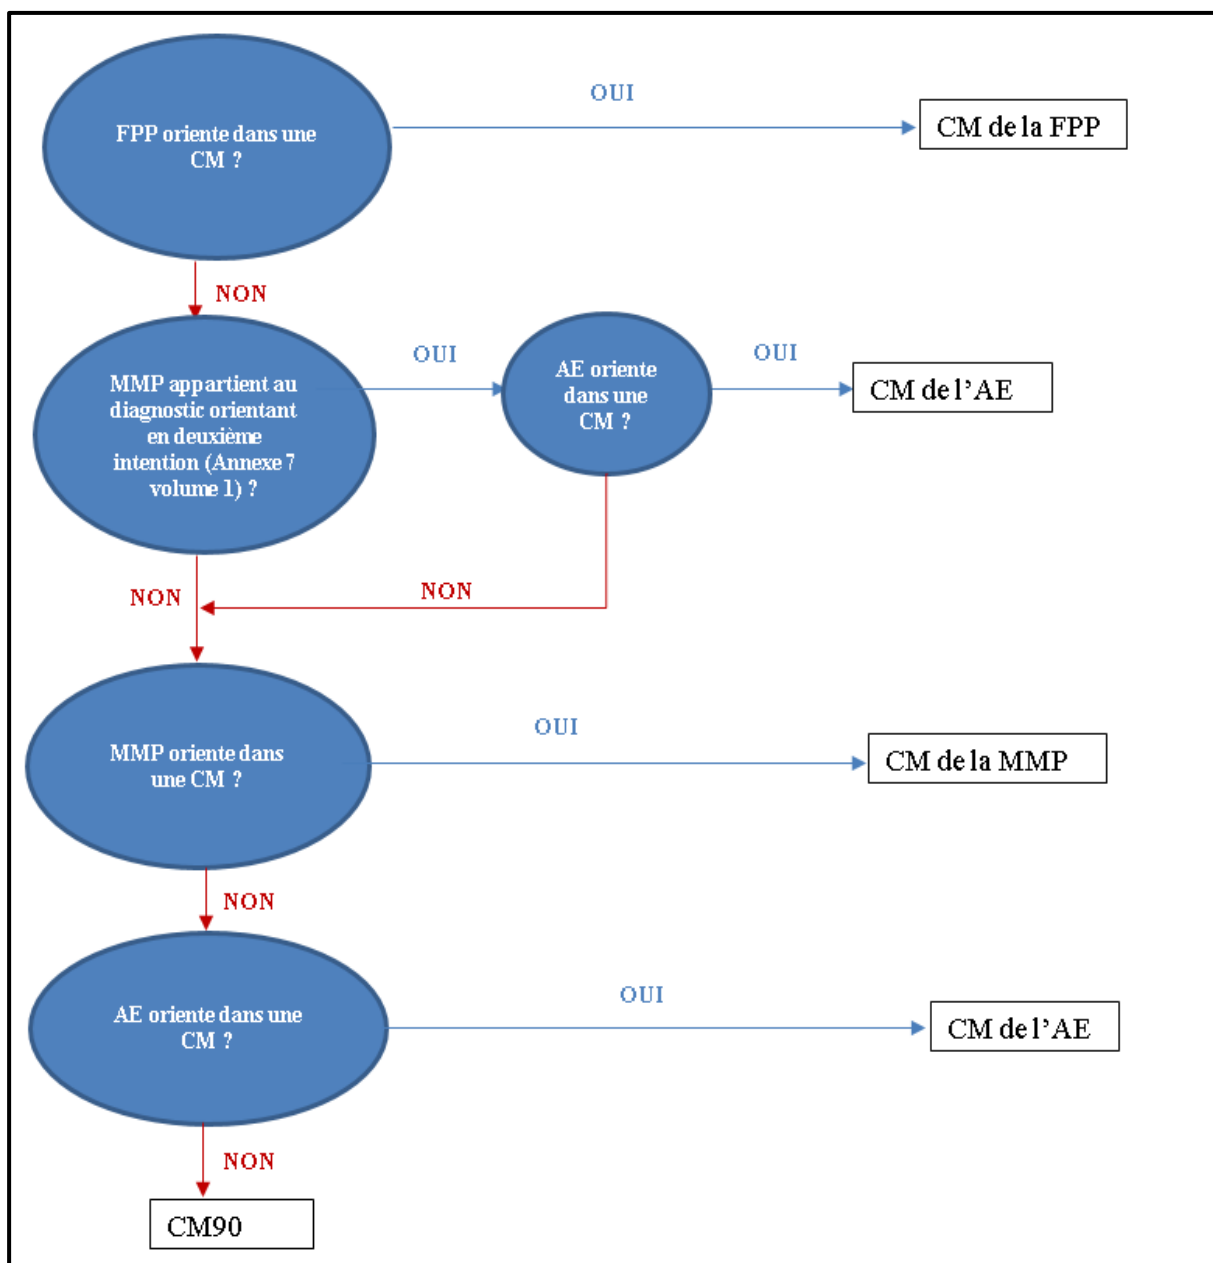 OUI
FPP oriente dans une
CM ?
CM de la FPP
NON
OUI
OUI
MMP appartient au
diagnostic orientant
en deuxième
intention (Annexe 7
volume 1) ?
AE oriente
dans une
CM ?
CM de l’AE
NON
NON
OUI
MMP oriente dans
une CM ?
CM de la MMP
NON
OUI
AE oriente dans une
CM ?
CM de l’AE
NON
CM90